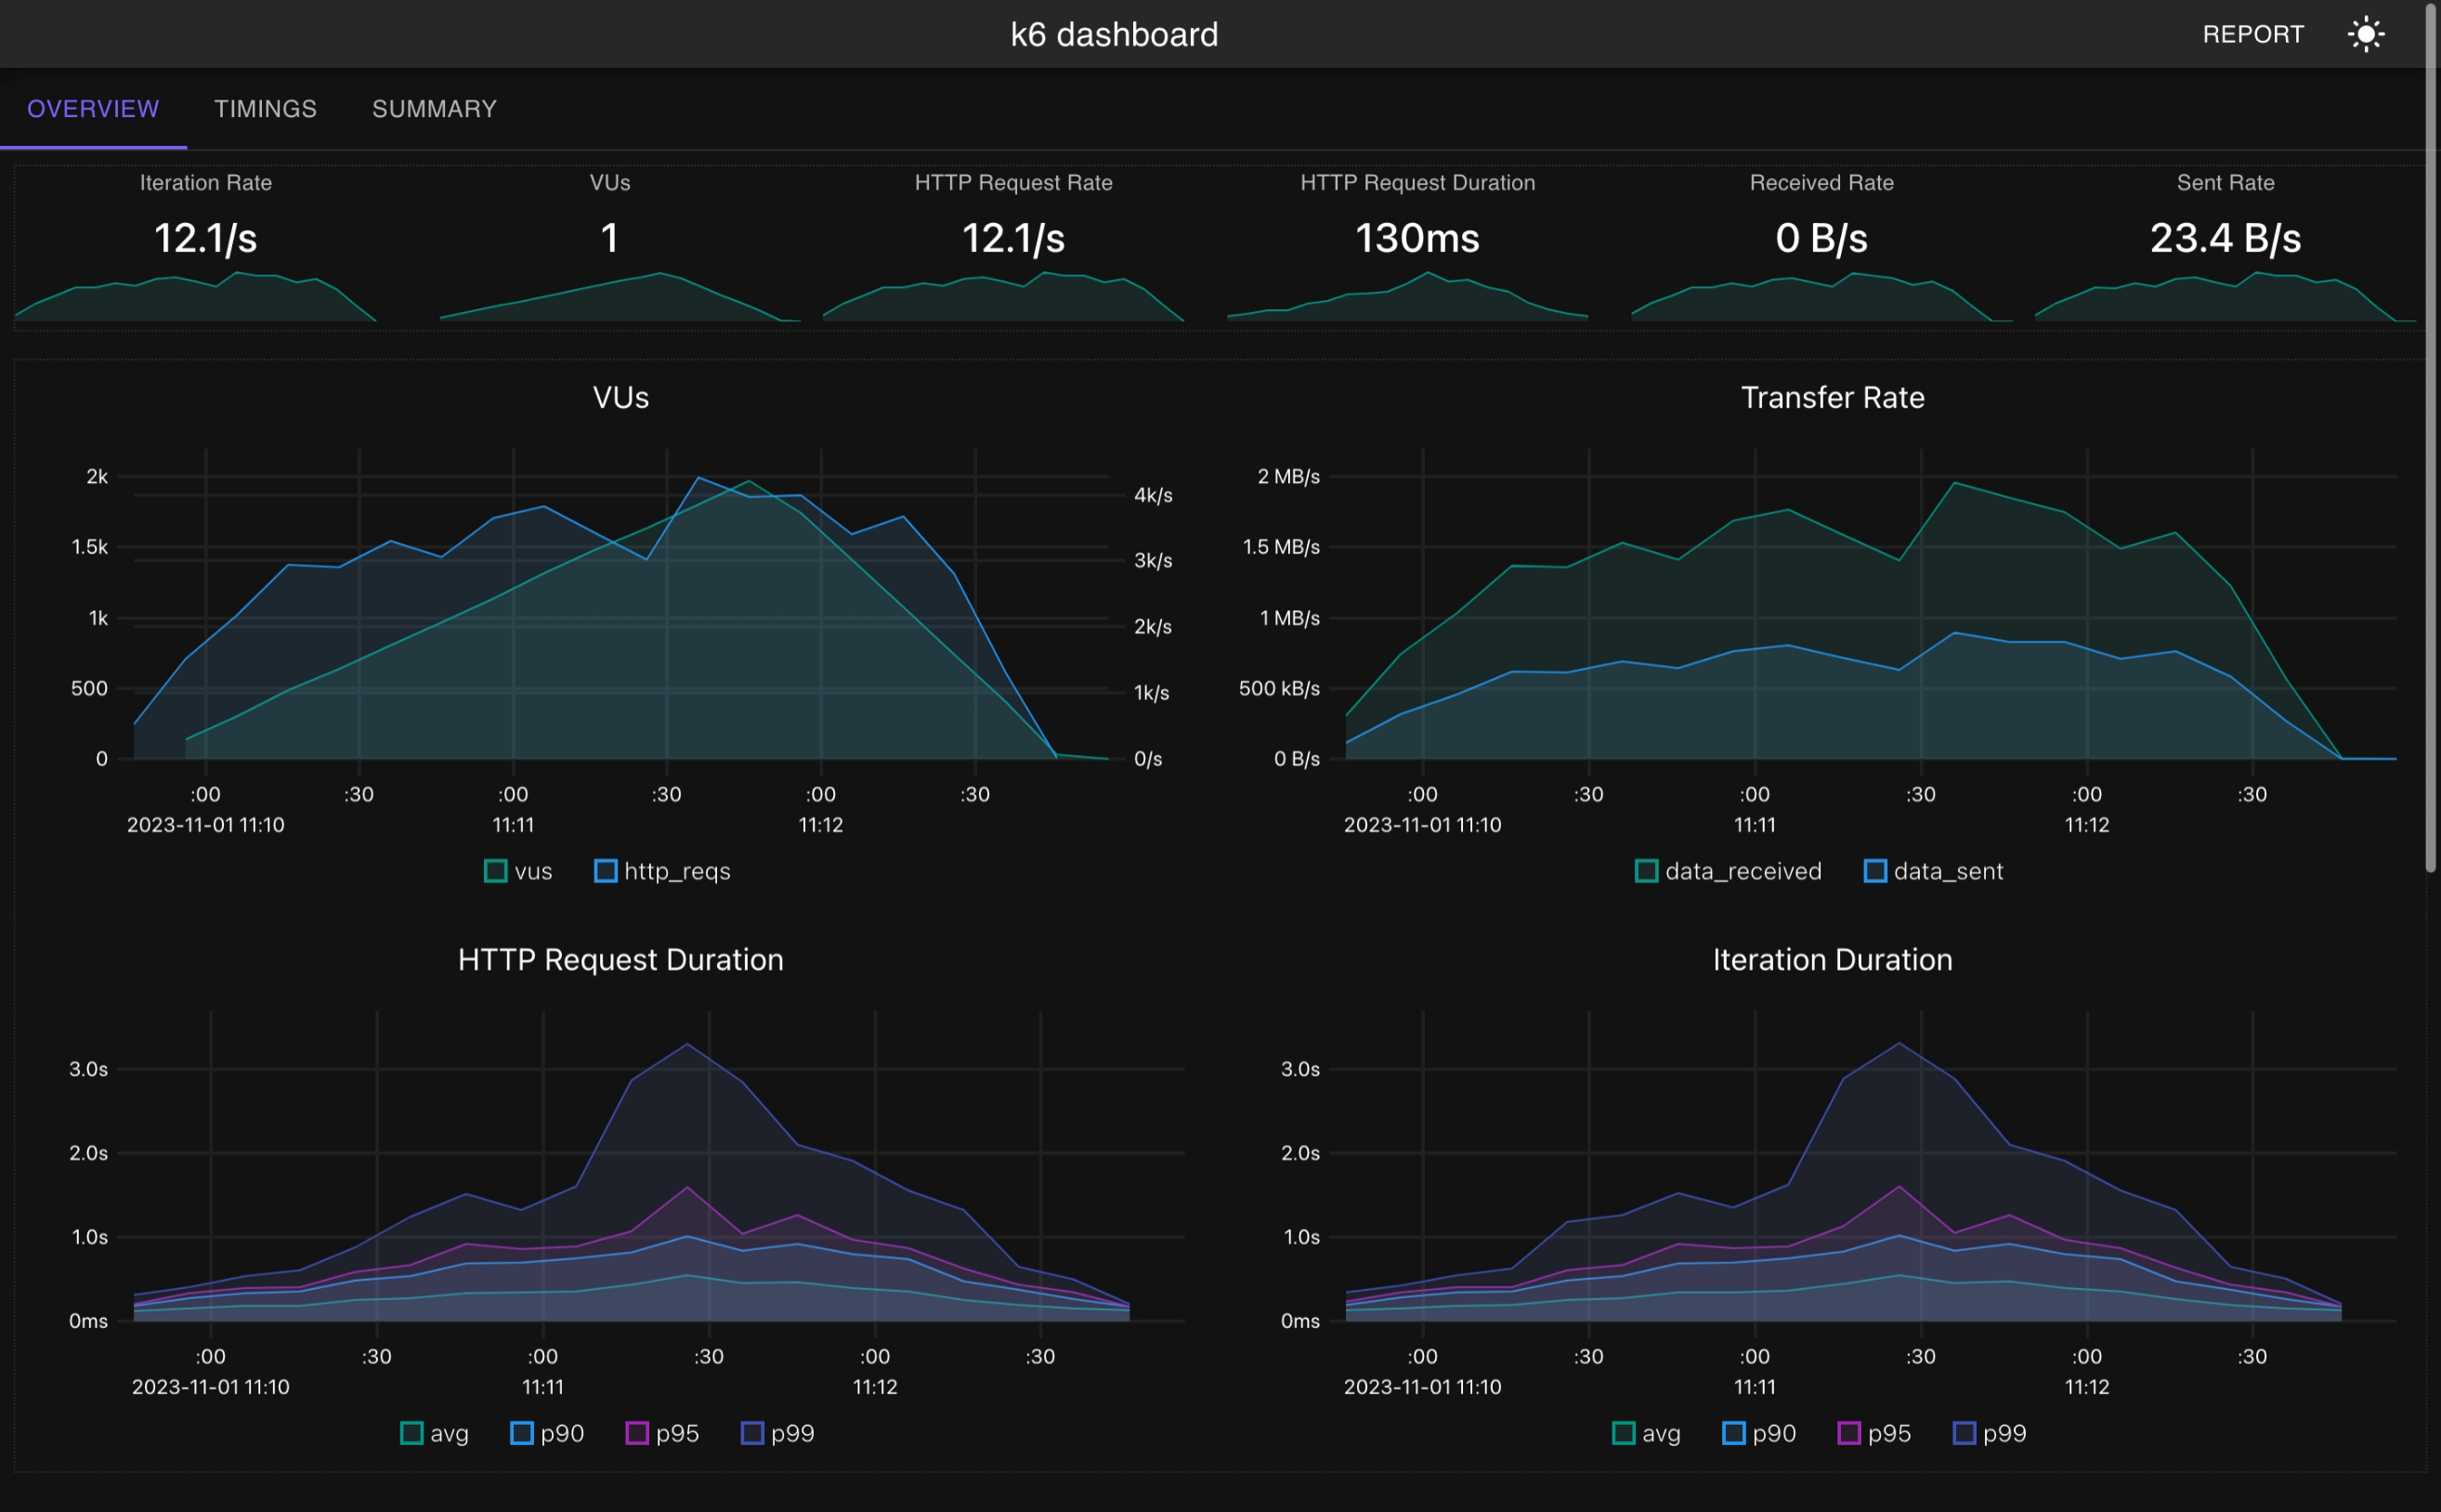 k6 dashboard
REPORT
OVERVIEW TIMINGS SUMMARY
Iteration Rate
12.1/s
VUs
1
HTTP Request Rate
12.1/s
HTTP Request Duration
130ms
Received Rate
0 B/s
Sent Rate
23.4 B/s
VUs
2k
1.5k
1k
500
0
4k/s
3k/s
2k/s
1k/s
0/s
:00 :30 :00 :30 :00 :30
2023-11-01 11:10 11:11 11:12
vus http_reqs
Transfer Rate
2 MB/s
1.5 MB/s
1 MB/s
500 kB/s
0 B/s
:00 :30 :00 :30 :00 :30
2023-11-01 11:10 11:11 11:12
data_received data_sent
HTTP Request Duration
3.0s
2.0s
1.0s
0ms
:00 :30 :00 :30 :00 :30
2023-11-01 11:10 11:11 11:12
avg p90 p95 p99
Iteration Duration
3.0s
2.0s
1.0s
0ms
:00 :30 :00 :30 :00 :30
2023-11-01 11:10 11:11 11:12
avg p90 p95 p99